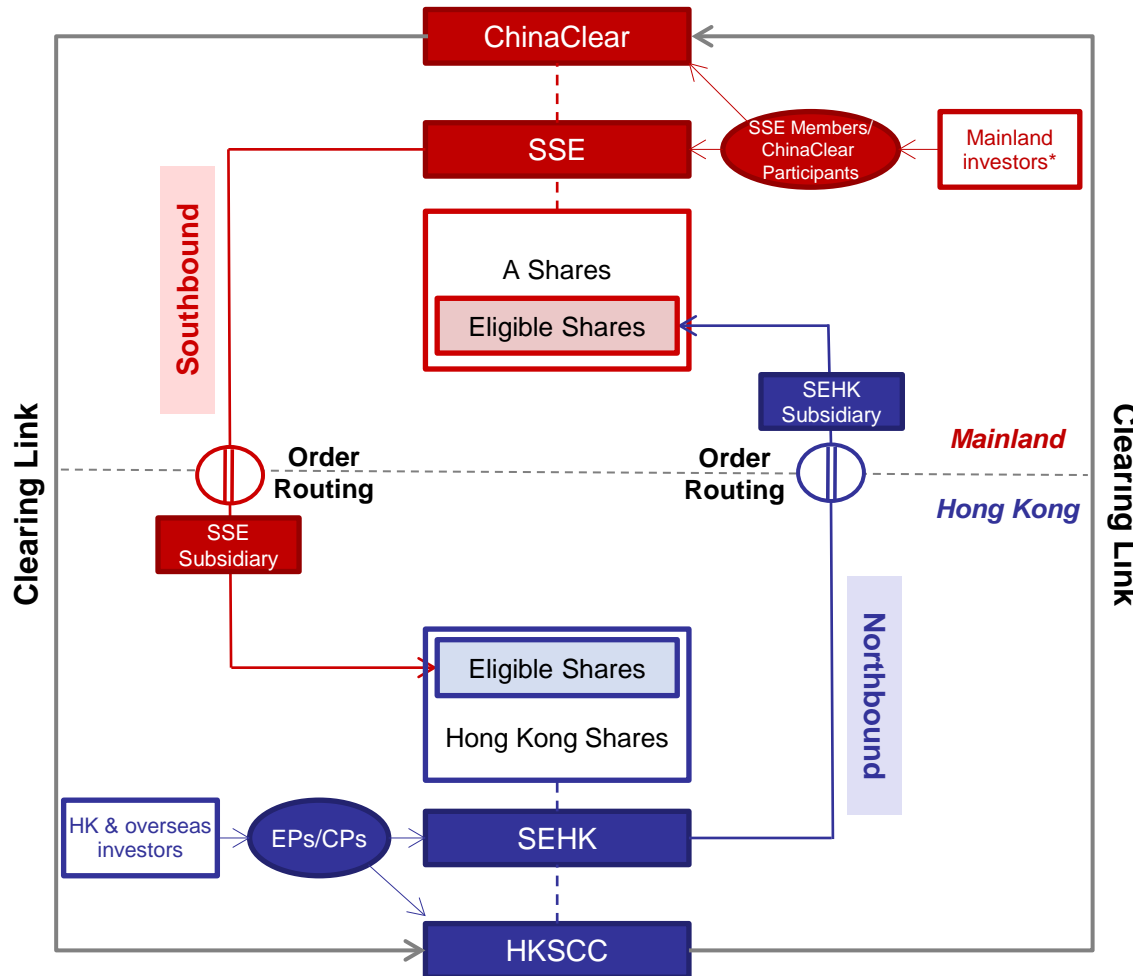 ChinaClear
SSE
SSE Members/
ChinaClear
Participants
Mainland
investors*
Southbound
A Shares
Eligible Shares
SEHK
Subsidiary
Clearing Link
Order
Routing
Order
Routing
Mainland
Hong Kong
Clearing Link
SSE
Subsidiary
Northbound
Eligible Shares
Hong Kong Shares
HK & overseas
investors
EPs/CPs
SEHK
HKSCC